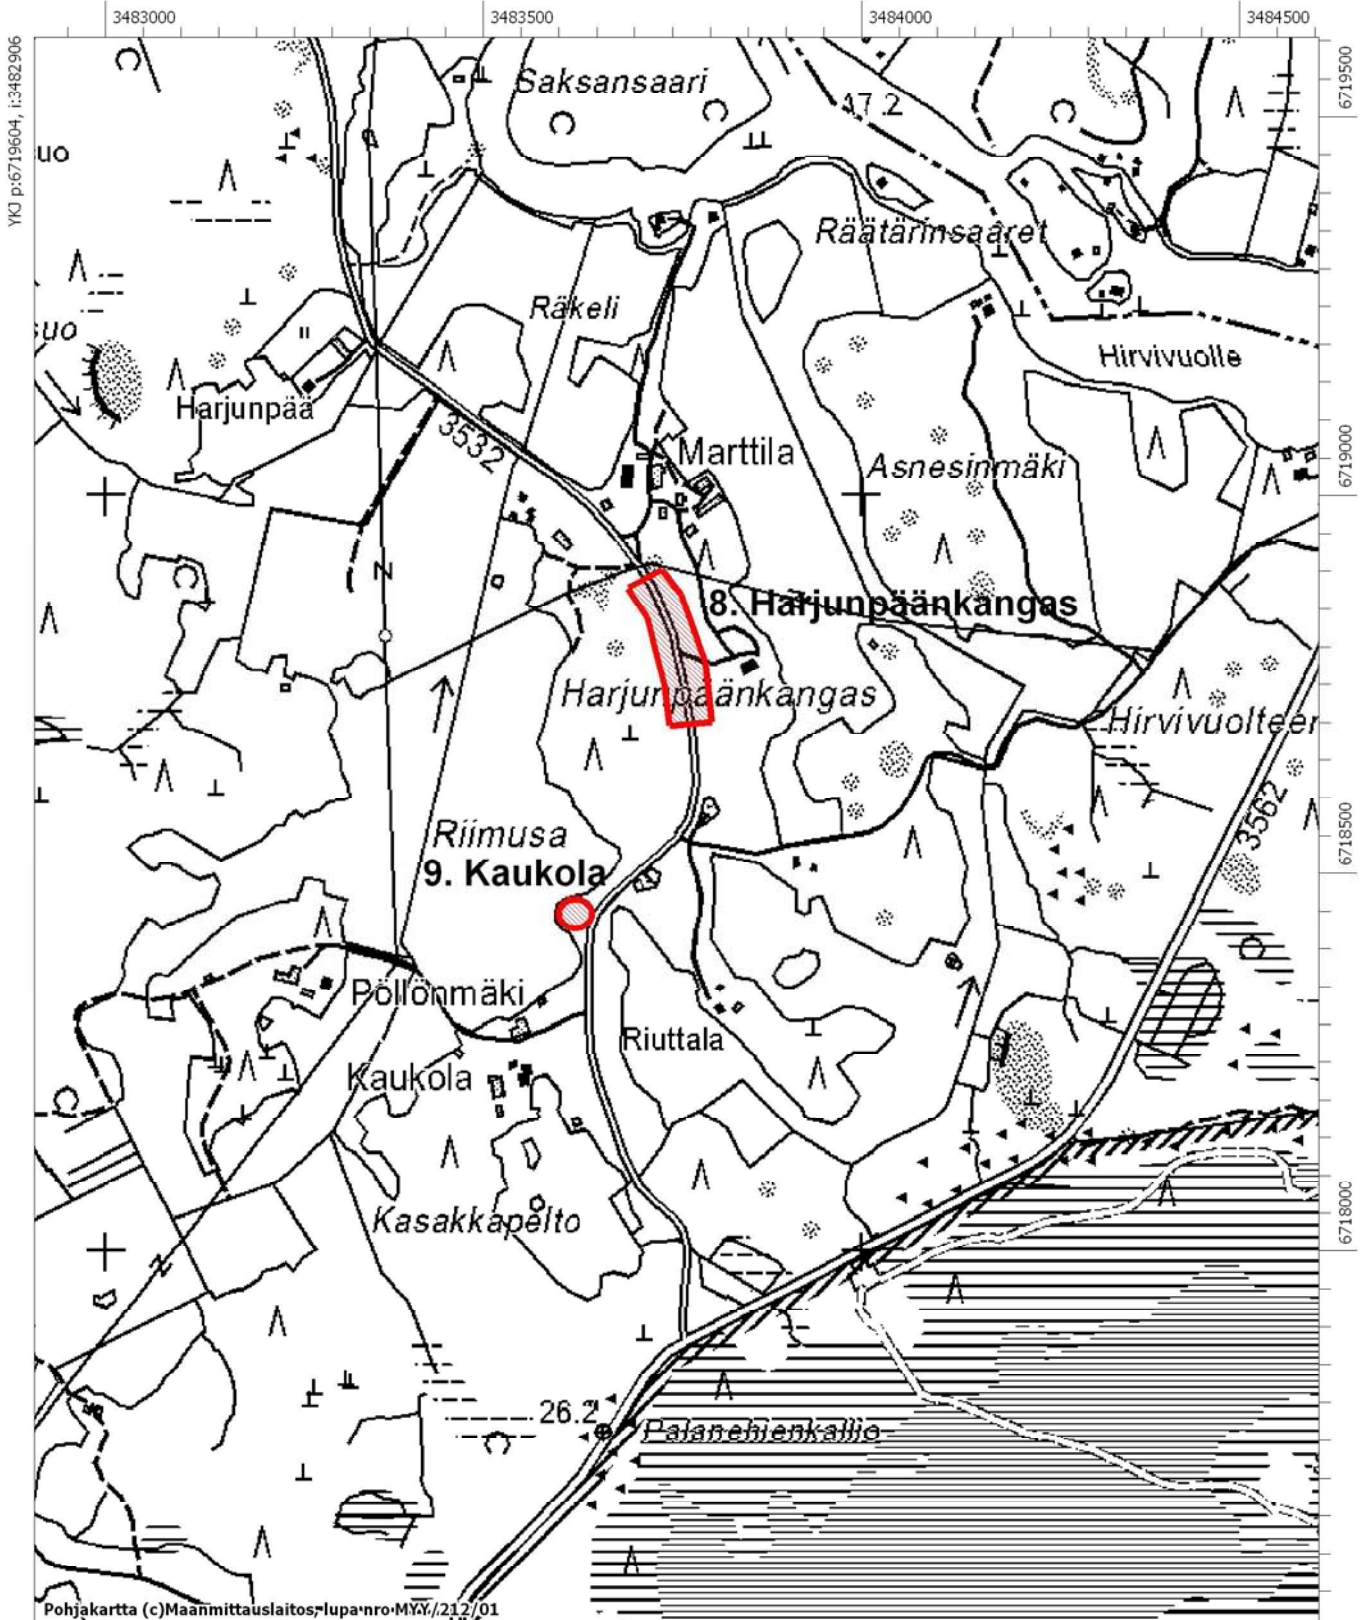 3483000
3483500
3484000
3484500
YKJ p:6719604, i:3482906
6719500
Saksansaari
47.2
uo
Räätärinsaaret
Räkeli
suo
Hirvivuolle
Harjunpää
3532
Marttila
6719000
Asnesinmäki
8. Harjunpäänkangas
Harjunpäänkangas
Hirvivuolteen
Riimusa
3562
6718500
9. Kaukola
Pöllönmäki
Riuttala
Kaukola
Kasakkapelto
6718000
26.2
Palanehienkallio
Pohjakartta (c)Maanmittauslaitos, lupa nro MYY/212/01